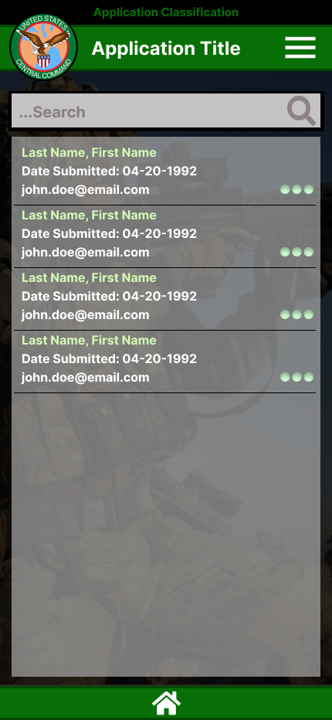 Application Classification
UNITED STATES
CENTRAL COMMAND
Application Title
...Search
Last Name, First Name
Date Submitted: 04-20-1992
john.doe@email.com
Last Name, First Name
Date Submitted: 04-20-1992
john.doe@email.com
Last Name, First Name
Date Submitted: 04-20-1992
john.doe@email.com
Last Name, First Name
Date Submitted: 04-20-1992
john.doe@email.com